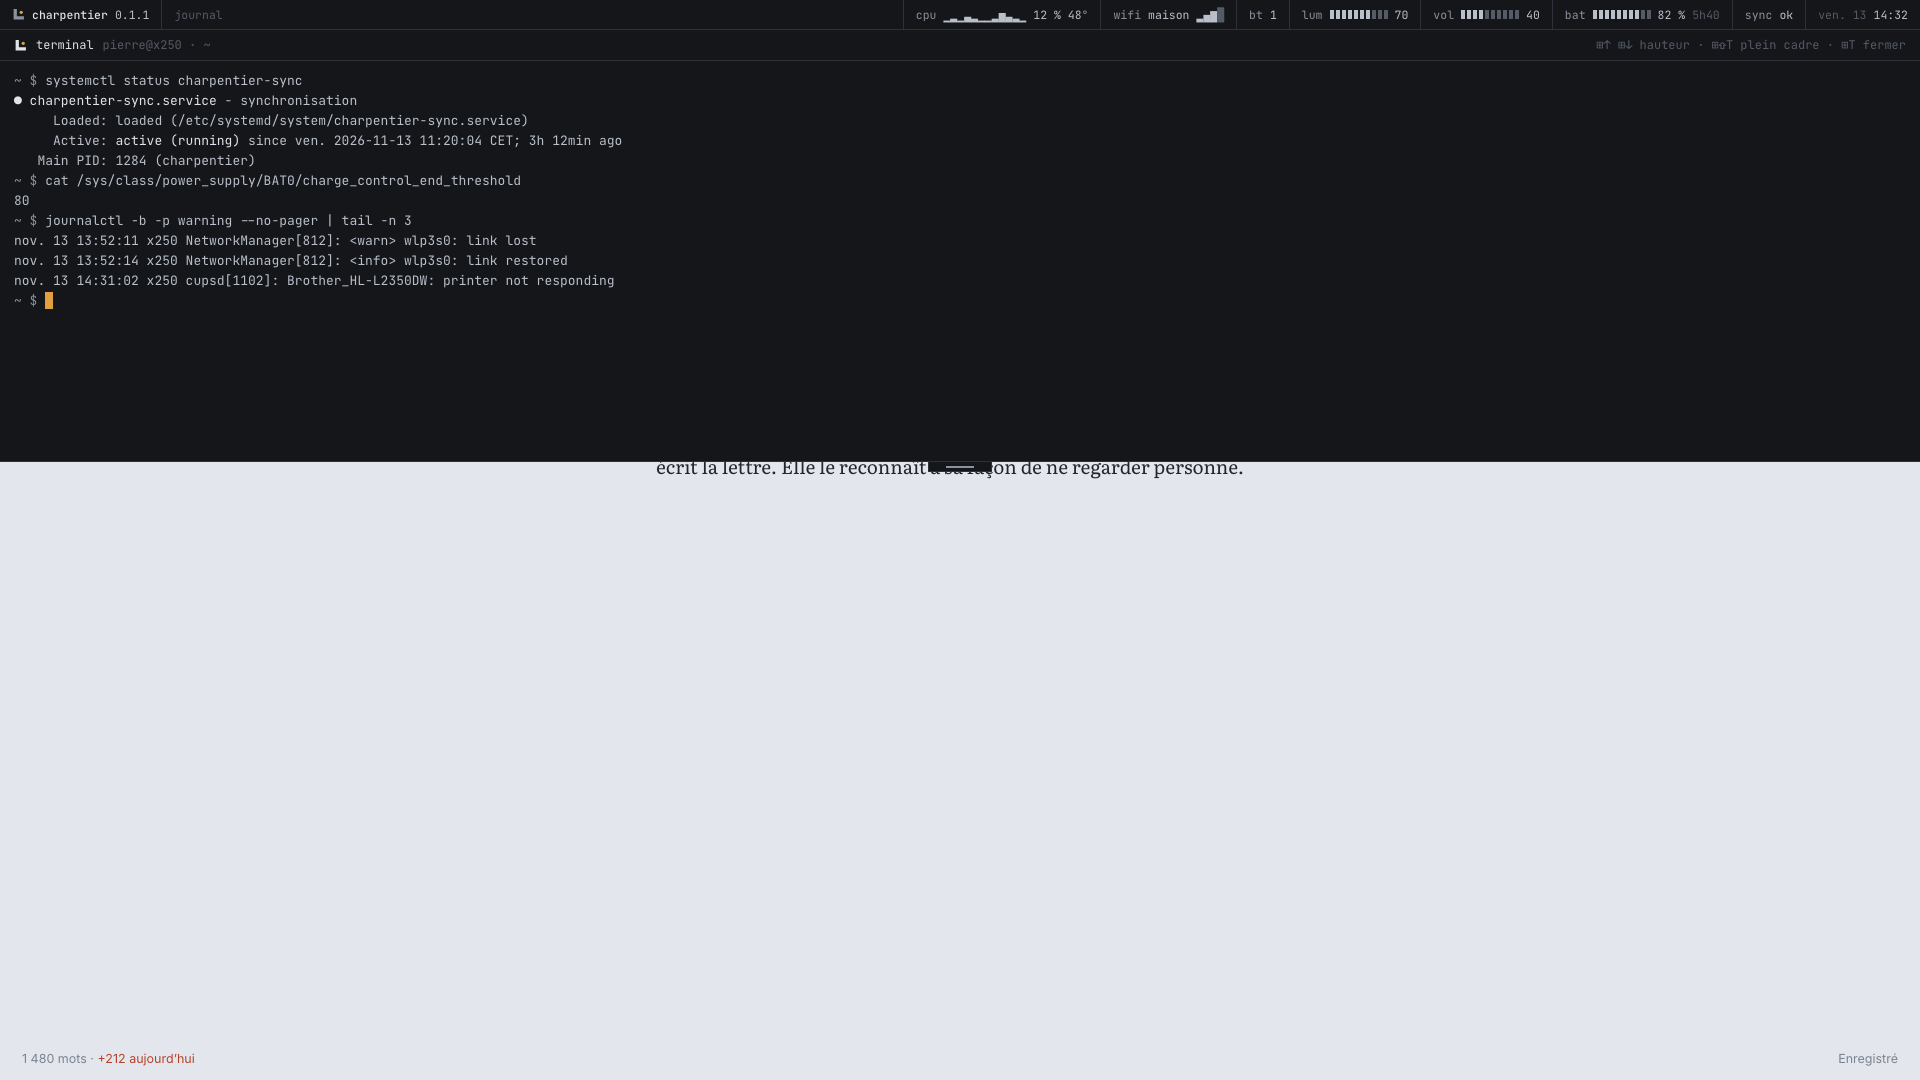 charpentier 0.1.1 journal cpu 12 % 48° wifi maison bt 1 lum 70 vol 40 bat 82 % 5h40 sync ok ven. 13 14:32
terminal pierre@x250 · ~ ⊞↑ ⊞↓ hauteur · ⊞⇧T plein cadre · ⊞T fermer
~ $ systemctl status charpentier-sync
● charpentier-sync.service - synchronisation
Loaded: loaded (/etc/systemd/system/charpentier-sync.service)
Active: active (running) since ven. 2026-11-13 11:20:04 CET; 3h 12min ago
Main PID: 1284 (charpentier)
~ $ cat /sys/class/power_supply/BAT0/charge_control_end_threshold
80
~ $ journalctl -b -p warning --no-pager | tail -n 3
nov. 13 13:52:11 x250 NetworkManager[812]: <warn> wlp3s0: link lost
nov. 13 13:52:14 x250 NetworkManager[812]: <info> wlp3s0: link restored
nov. 13 14:31:02 x250 cupsd[1102]: Brother_HL-L2350DW: printer not responding
~ $
écrit la lettre. Elle le reconnaît à sa façon de ne regarder personne.
1 480 mots · +212 aujourd'hui
Enregistré